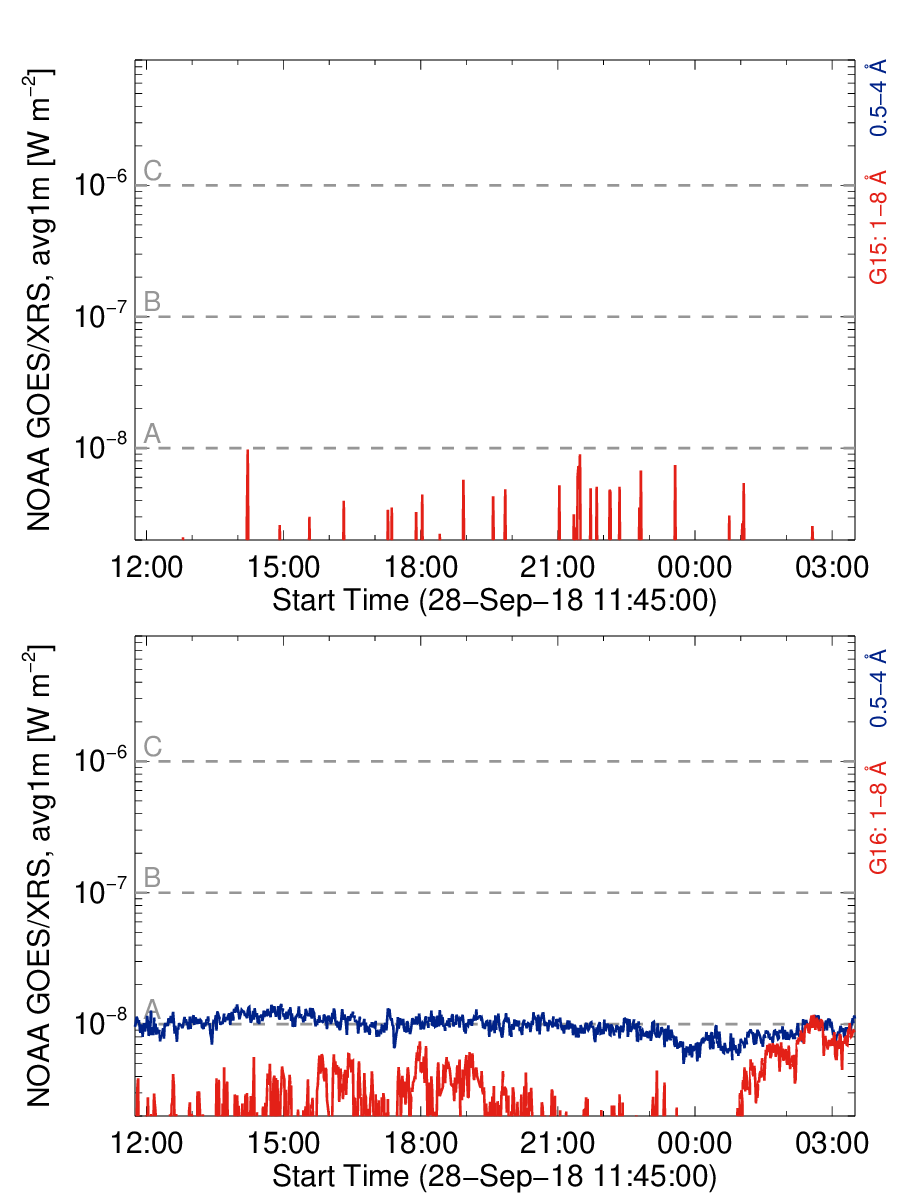 NOAA GOES/XRS, avg1m [W m⁻²]
10⁻⁶
10⁻⁷
10⁻⁸
C
B
A
G15: 1–8 Å 0.5–4 Å
12:00 15:00 18:00 21:00 00:00 03:00
Start Time (28–Sep–18 11:45:00)
NOAA GOES/XRS, avg1m [W m⁻²]
10⁻⁶
10⁻⁷
10⁻⁸
C
B
A
G16: 1–8 Å 0.5–4 Å
12:00 15:00 18:00 21:00 00:00 03:00
Start Time (28–Sep–18 11:45:00)